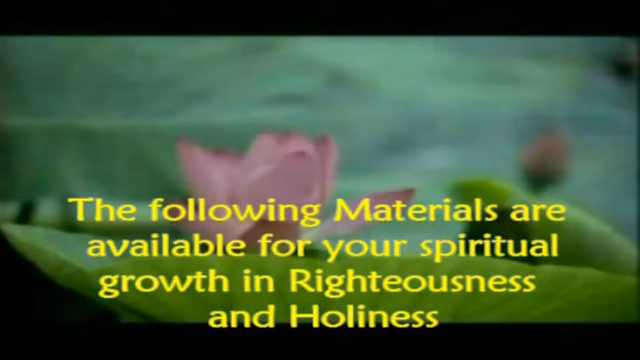 The following Materials are
available for your spiritual
growth in Righteousness
and Holiness